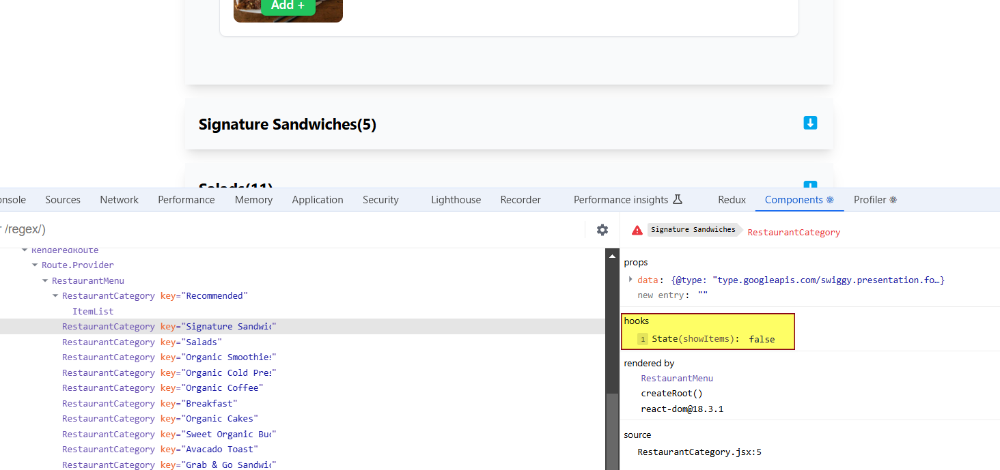 Add +
Signature Sandwiches(5)
Salads(11)
onsole Sources Network Performance Memory Application Security Lighthouse Recorder Performance insights Redux Components Profiler
r /regex/)
Signature Sandwiches RestaurantCategory
RenderedRoute
Route.Provider
RestaurantMenu
RestaurantCategory key="Recommended"
ItemList
RestaurantCategory key="Signature Sandwic"
RestaurantCategory key="Salads"
RestaurantCategory key="Organic Smoothies"
RestaurantCategory key="Organic Cold Pres"
RestaurantCategory key="Organic Coffee"
RestaurantCategory key="Breakfast"
RestaurantCategory key="Organic Cakes"
RestaurantCategory key="Sweet Organic Buc"
RestaurantCategory key="Avacado Toast"
RestaurantCategory key="Grab & Go Sandwic"
props
data: {@type: "type.googleapis.com/swiggy.presentation.fo…}
new entry: ""
hooks
1 State(showItems): false
rendered by
RestaurantMenu
createRoot()
react-dom@18.3.1
source
RestaurantCategory.jsx:5